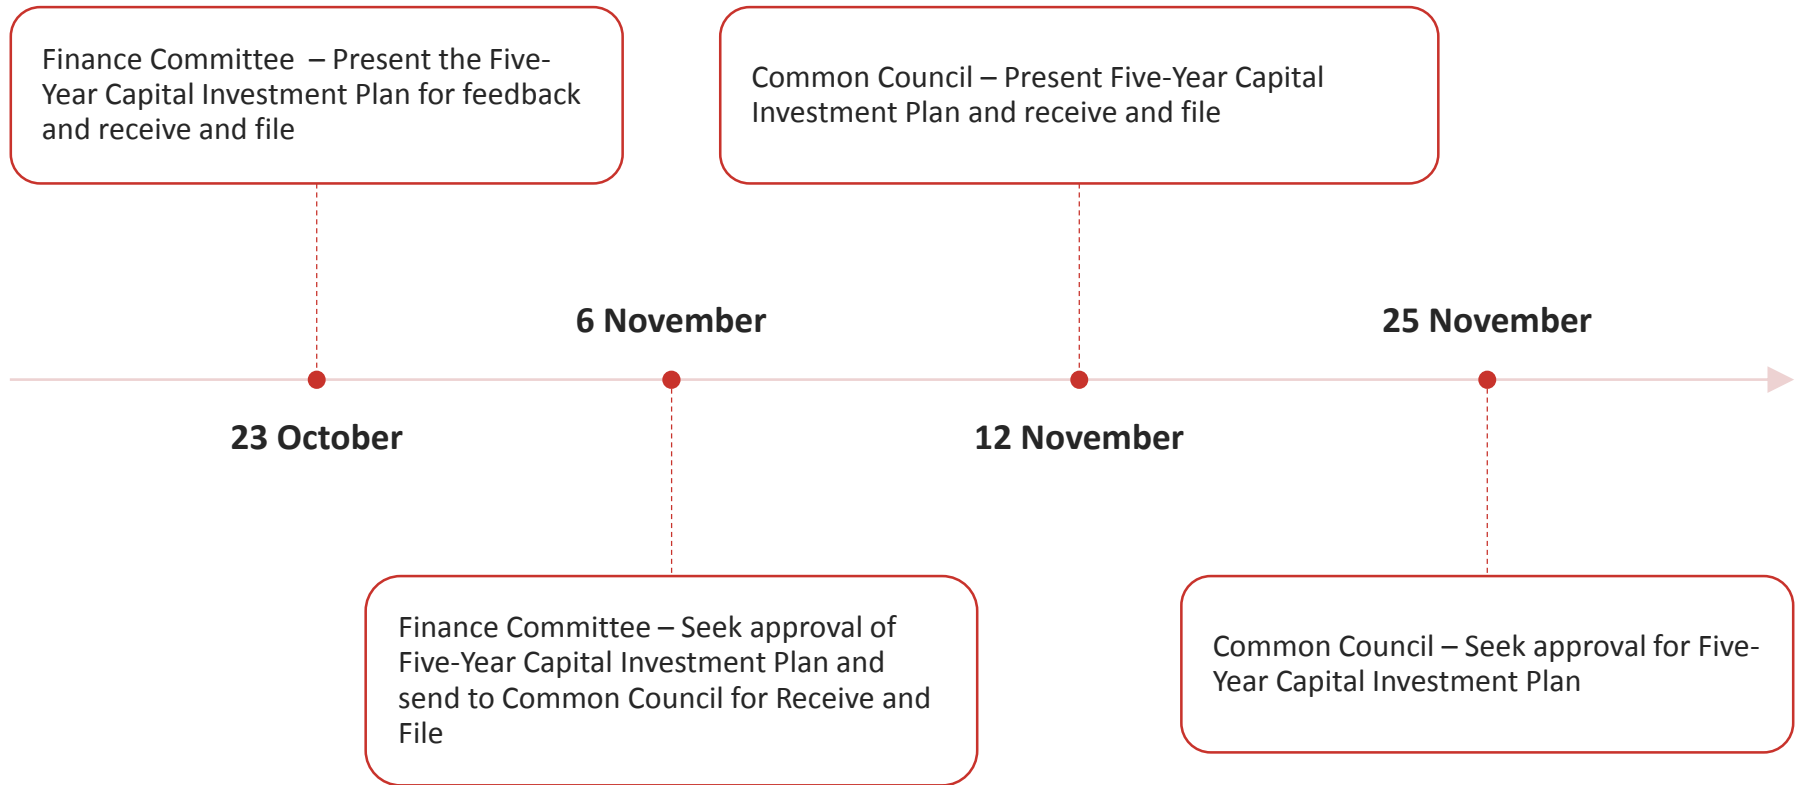 Finance Committee – Present the Five-
Year Capital Investment Plan for feedback
and receive and file
Common Council – Present Five-Year Capital
Investment Plan and receive and file
6 November
25 November
23 October
12 November
Finance Committee – Seek approval of
Five-Year Capital Investment Plan and
send to Common Council for Receive and
File
Common Council – Seek approval for Five-
Year Capital Investment Plan